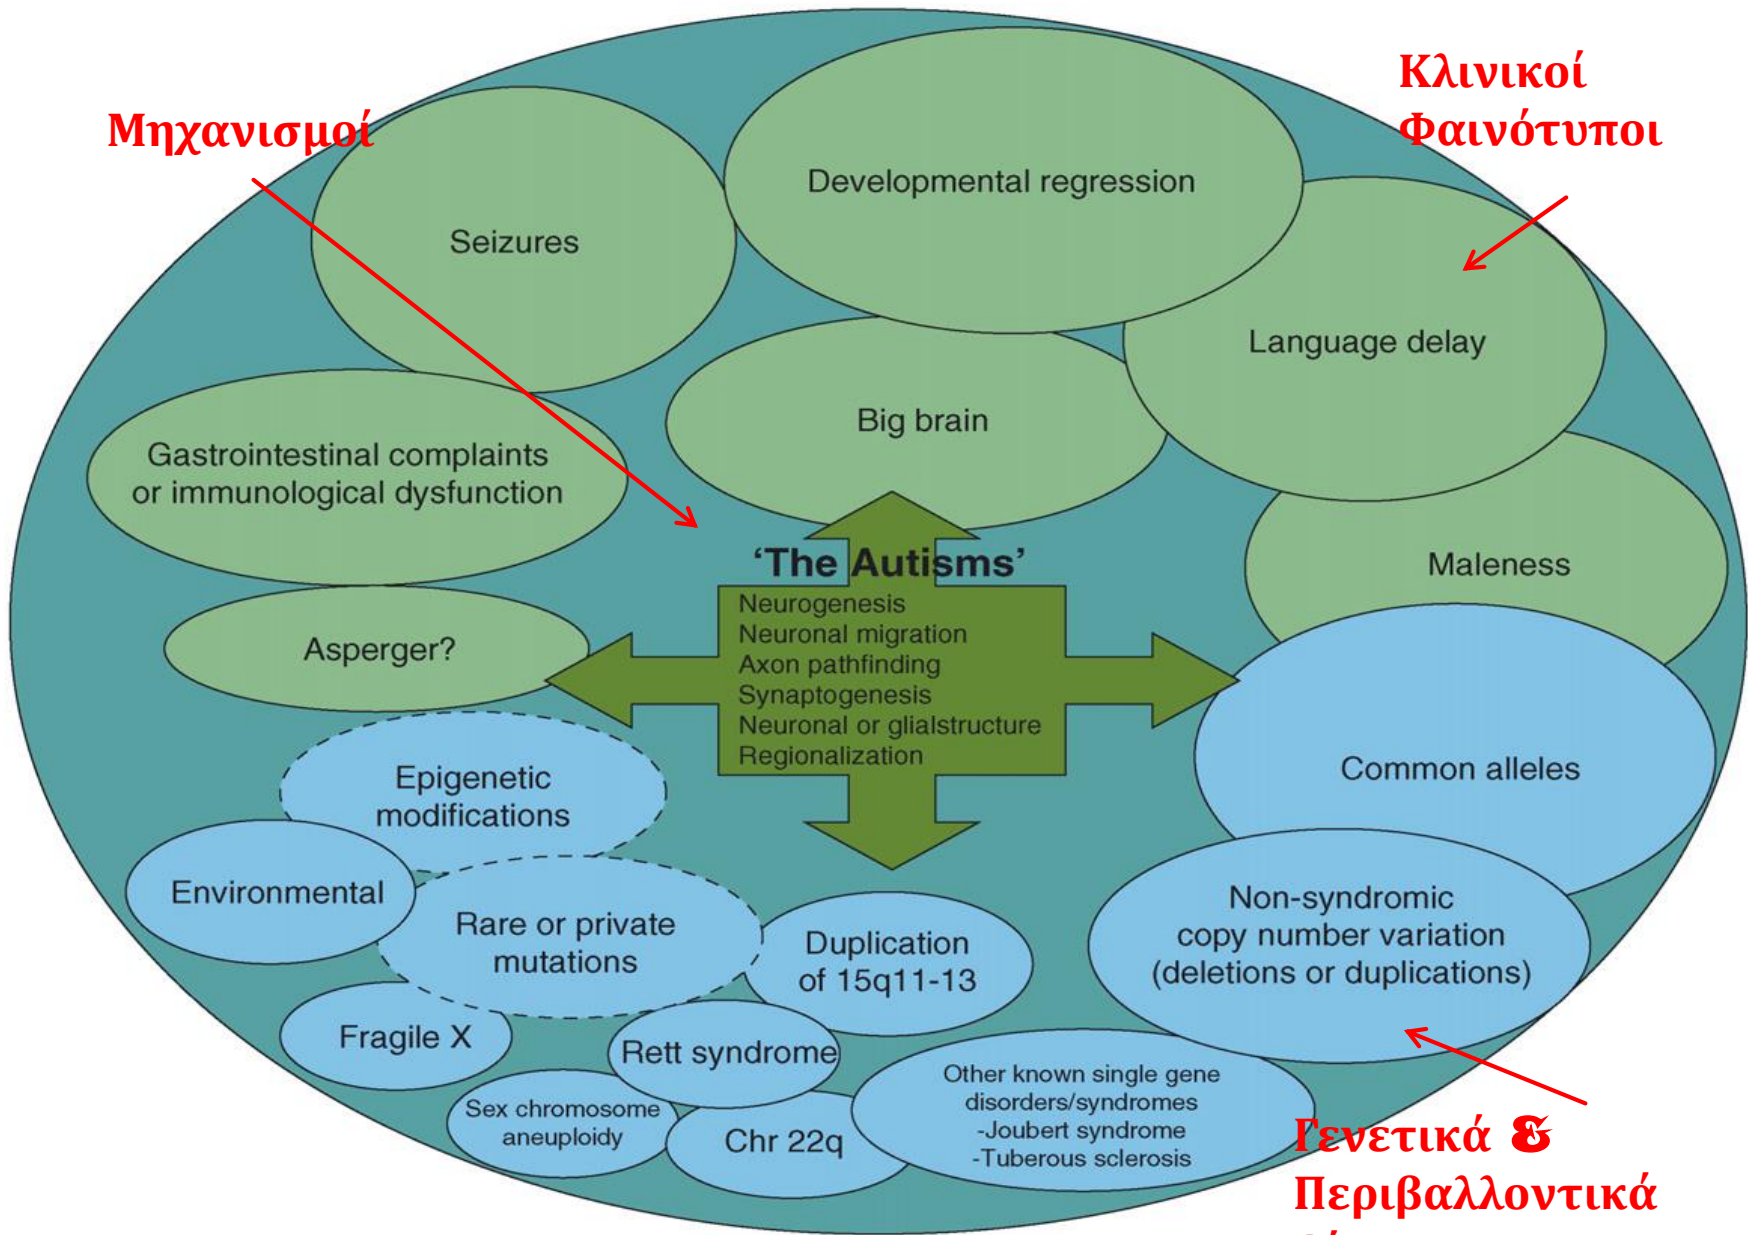 Μηχανισμοί
Κλινικοί
Φαινότυποι
Developmental regression
Seizures
Language delay
Big brain
Gastrointestinal complaints
or immunological dysfunction
Maleness
Asperger?
'The Autisms'
Neurogenesis
Neuronal migration
Axon pathfinding
Synaptogenesis
Neuronal or glialstructure
Regionalization
Common alleles
Epigenetic
modifications
Environmental
Rare or private
mutations
Duplication
of 15q11-13
Non-syndromic
copy number variation
(deletions or duplications)
Fragile X
Rett syndrome
Sex chromosome
aneuploidy
Chr 22q
Other known single gene
disorders/syndromes
-Joubert syndrome
-Tuberous sclerosis
Γενετικά &
Περιβαλλοντικά